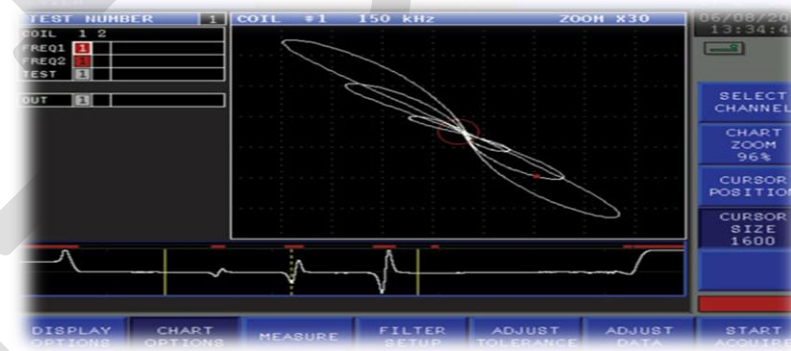 TEST NUMBER 1
COIL 1 2
FREQ1 1
FREQ2 1
TEST 1
OUT 1
COIL #1 150 kHz ZOOM X30
06/08/20
13:34:4
SELECT
CHANNEL
CHART
ZOOM
96%
CURSOR
POSITION
CURSOR
SIZE
1600
DISPLAY
OPTIONS
CHART
OPTIONS
MEASURE
FILTER
SETUP
ADJUST
TOLERANCE
ADJUST
DATA
START
ACQUIRE